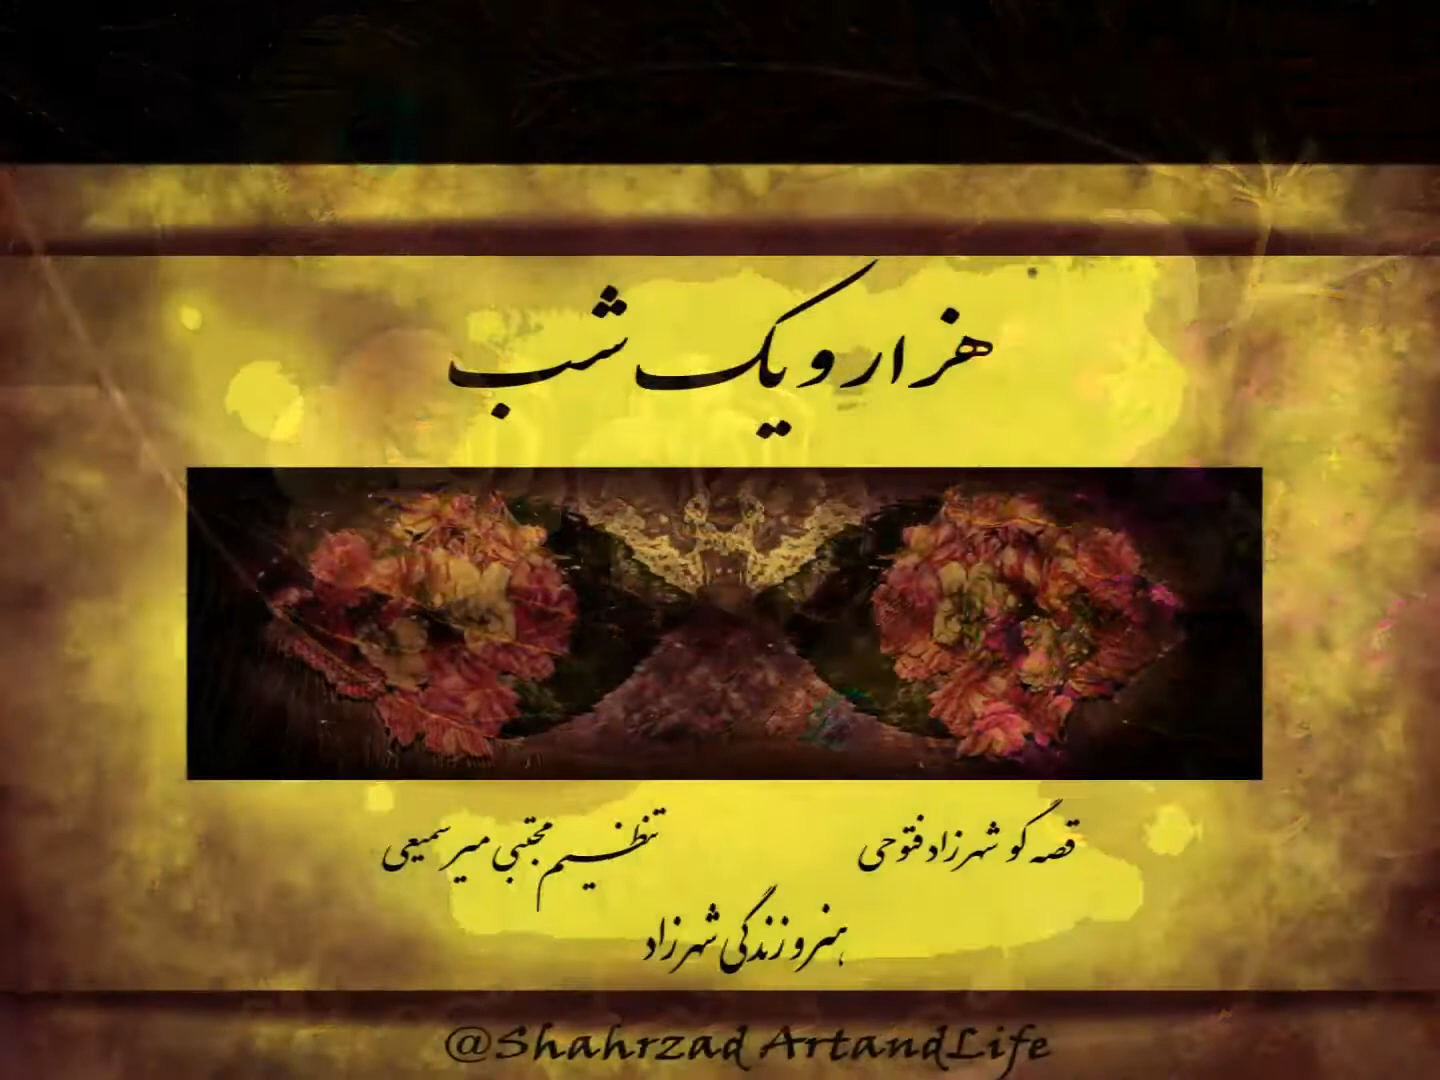 هزار و یک شب
قصه گو شهرزاد فتوحی
تنظیم مجتبی میر سمیعی
هنر و زندگی شهرزاد
@Shahrzad ArtandLife